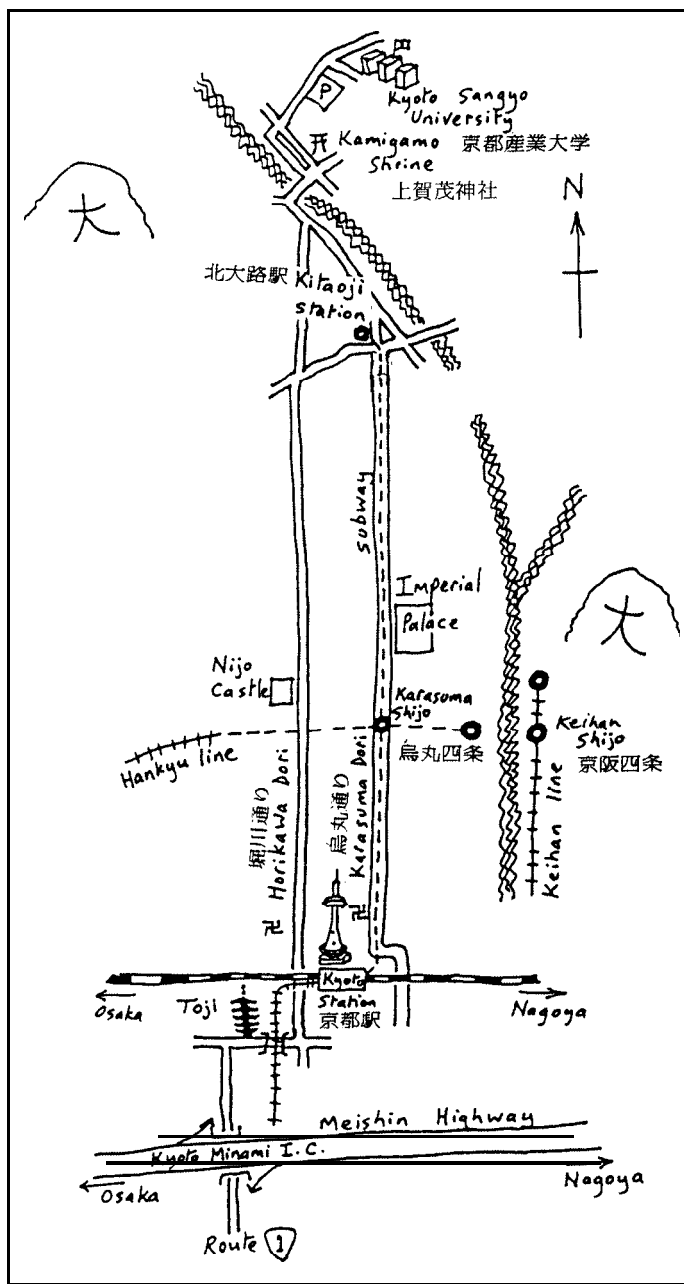 P
Kyoto Sangyo
University
京都産業大学
Kamigamo
Shrine
上賀茂神社
大
N
北大路駅 Kitaoji
station
subway
Imperial
Palace
大
Nijo
Castle
Karasuma
Shijo
烏丸四条
Keihan
Shijo
京阪四条
Hankyu line
堀川通り
Horikawa Dori
烏丸通り
Karasuma Dori
Keihan line
卍
卍
Kyoto
Station
京都駅
Osaka
Toji
Nagoya
Meishin Highway
Kyoto Minami I.C.
Osaka
Nagoya
Route 1